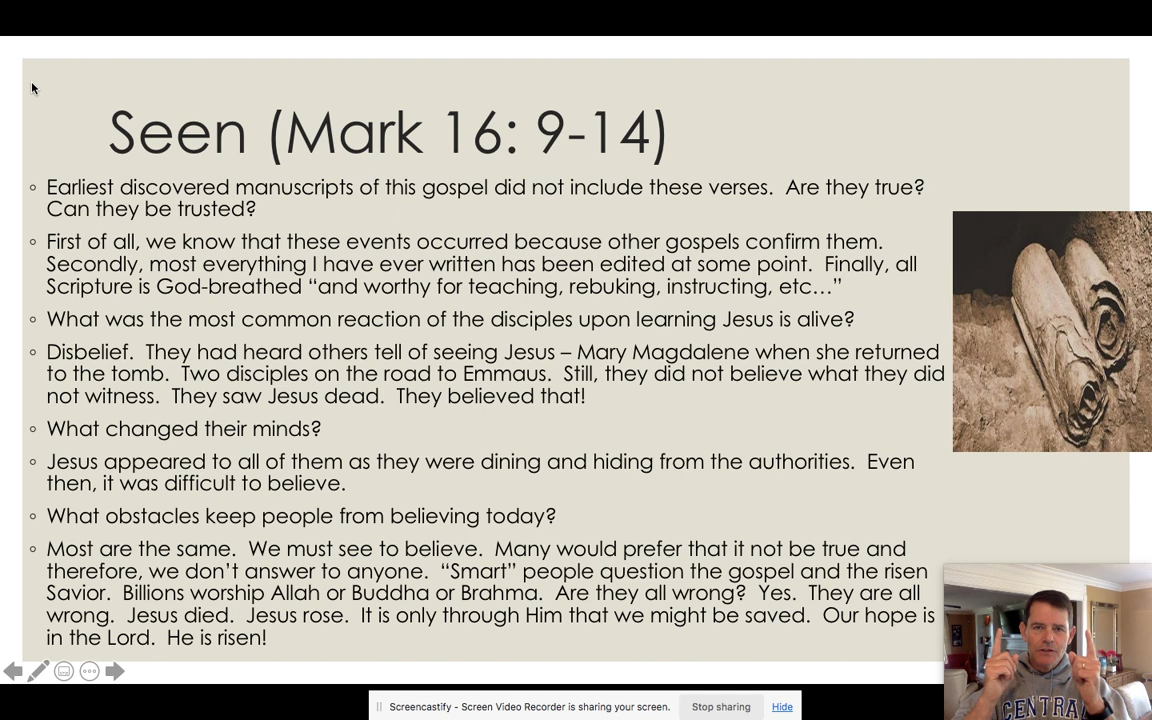 Seen (Mark 16: 9-14)
Earliest discovered manuscripts of this gospel did not include these verses.  Are they true?
Can they be trusted?
First of all, we know that these events occurred because other gospels confirm them.
Secondly, most everything I have ever written has been edited at some point.  Finally, all
Scripture is God-breathed “and worthy for teaching, rebuking, instructing, etc…”
What was the most common reaction of the disciples upon learning Jesus is alive?
Disbelief.  They had heard others tell of seeing Jesus – Mary Magdalene when she returned
to the tomb.  Two disciples on the road to Emmaus.  Still, they did not believe what they did
not witness.  They saw Jesus dead.  They believed that!
What changed their minds?
Jesus appeared to all of them as they were dining and hiding from the authorities.  Even
then, it was difficult to believe.
What obstacles keep people from believing today?
Most are the same.  We must see to believe.  Many would prefer that it not be true and
therefore, we don’t answer to anyone.  “Smart” people question the gospel and the risen
Savior.  Billions worship Allah or Buddha or Brahma.  Are they all wrong?  Yes.  They are all
wrong.  Jesus died.  Jesus rose.  It is only through Him that we might be saved.  Our hope is
in the Lord.  He is risen!
CENTRAL
Screencastify - Screen Video Recorder is sharing your screen.
Stop sharing
Hide